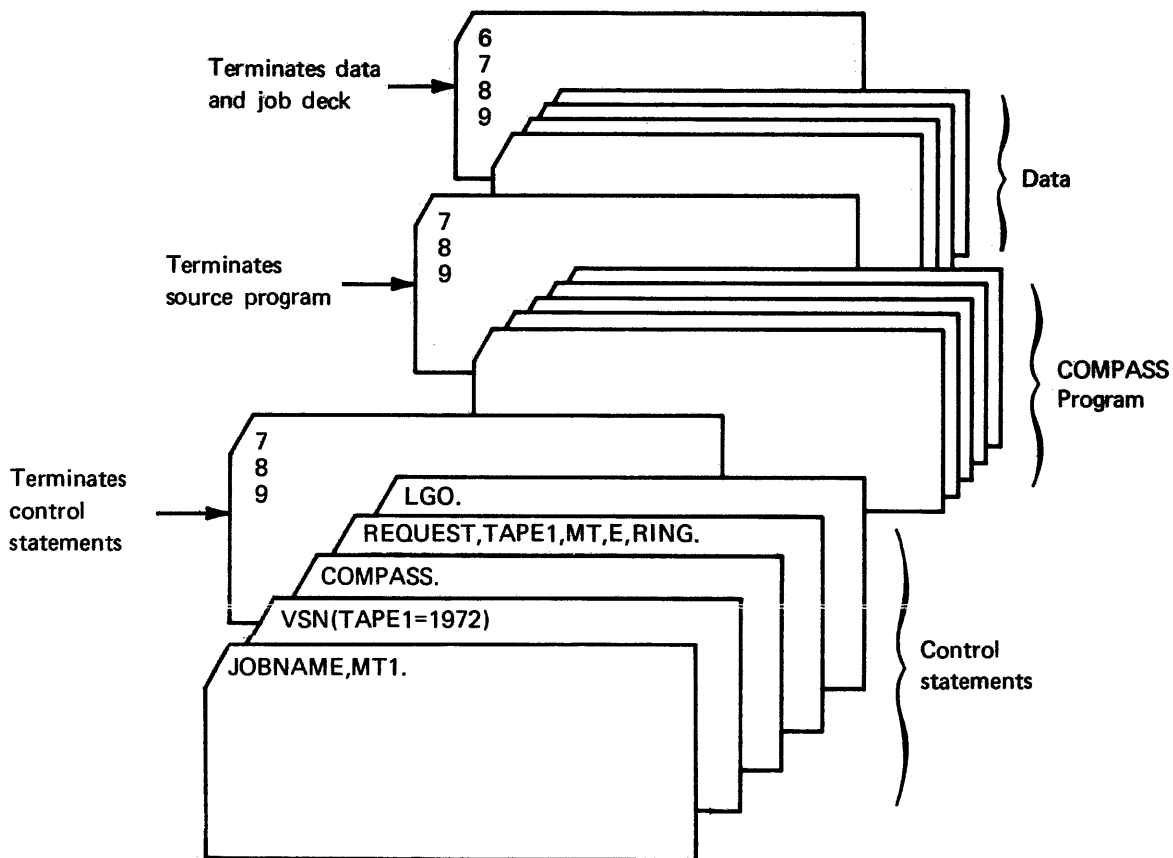 6
7
8
9
Terminates data
and job deck
Data
7
8
9
Terminates
source program
COMPASS
Program
7
8
9
Terminates
control
statements
LGO.
REQUEST,TAPE1,MT,E,RING.
COMPASS.
VSN(TAPE1=1972)
JOBNAME,MT1.
Control
statements